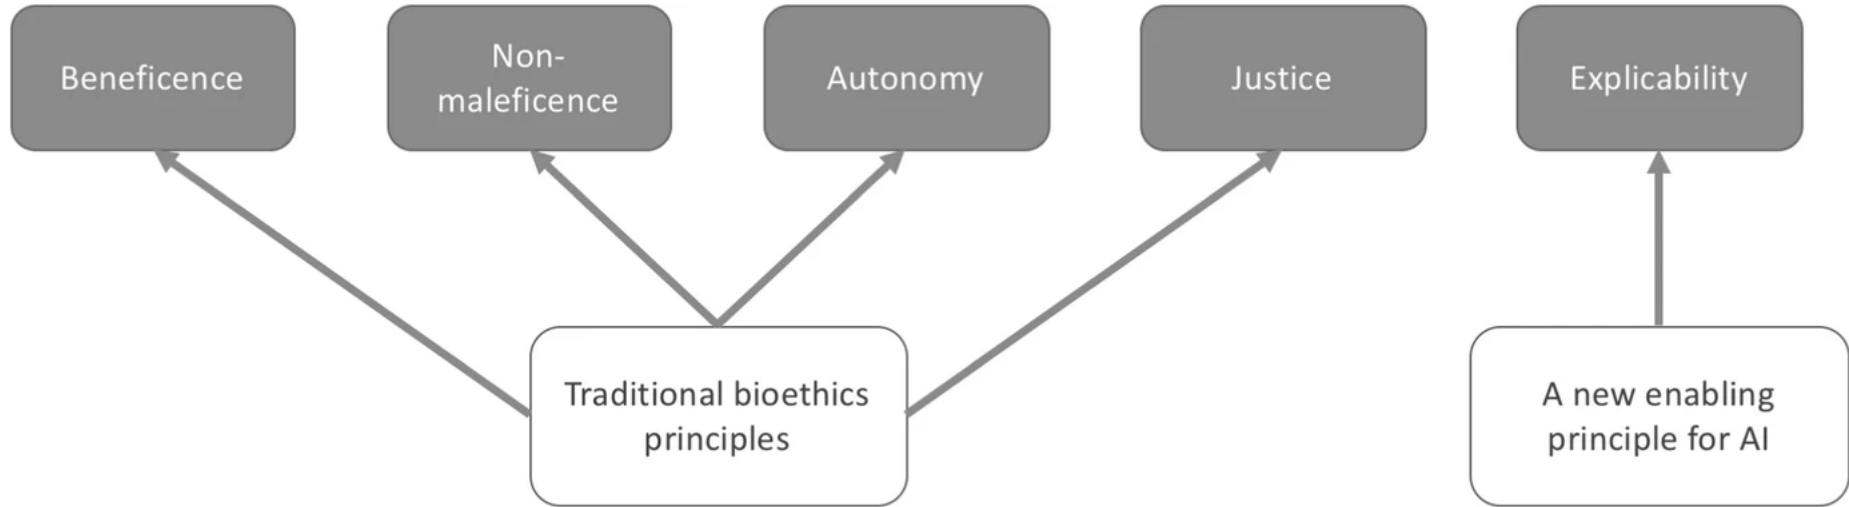 Beneficence
Non-
maleficence
Autonomy
Justice
Explicability
Traditional bioethics
principles
A new enabling
principle for AI